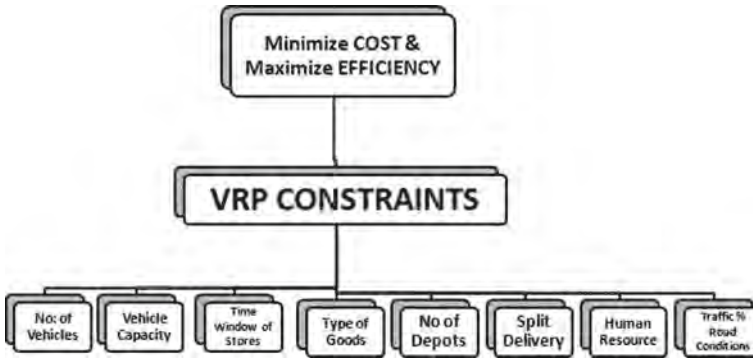 Minimize COST &
Maximize EFFICIENCY
VRP CONSTRAINTS
No: of
Vehicles
Vehicle
Capacity
Time
Window of
Stores
Type of
Goods
No of
Depots
Split
Delivery
Human
Resource
Traffic %
Road
Conditions